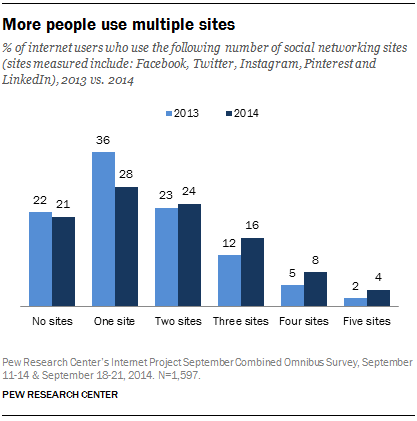 More people use multiple sites
% of internet users who use the following number of social networking sites
(sites measured include: Facebook, Twitter, Instagram, Pinterest and
LinkedIn), 2013 vs. 2014
2013 2014
36
28
22 21
23 24
12 16
5 8
2 4
No sites One site Two sites Three sites Four sites Five sites
Pew Research Center's Internet Project September Combined Omnibus Survey, September
11-14 & September 18-21, 2014. N=1,597.
PEW RESEARCH CENTER